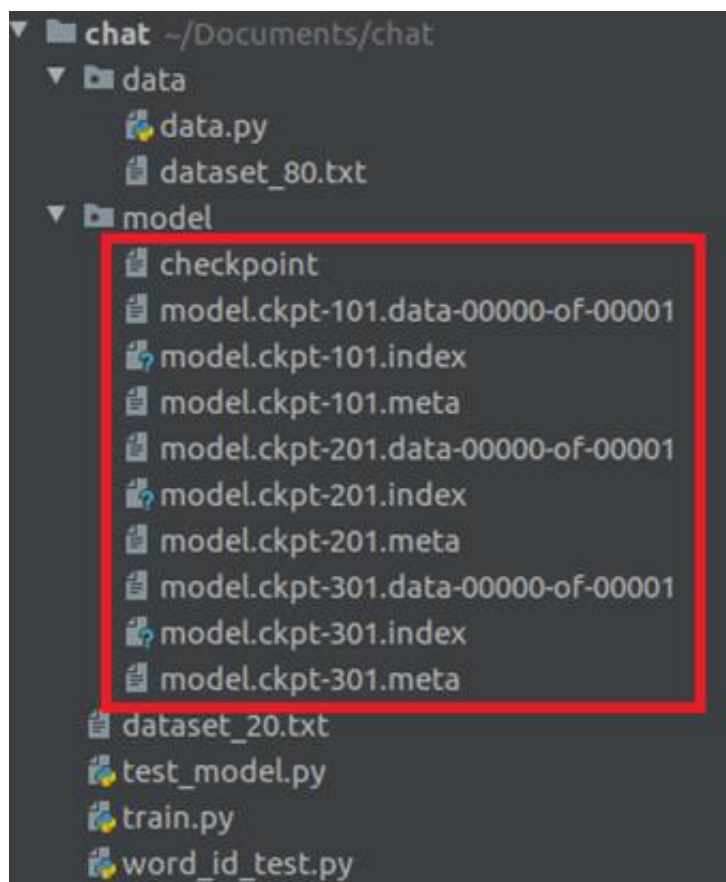 chat ~/Documents/chat
data
data.py
dataset_80.txt
model
checkpoint
model.ckpt-101.data-00000-of-00001
model.ckpt-101.index
model.ckpt-101.meta
model.ckpt-201.data-00000-of-00001
model.ckpt-201.index
model.ckpt-201.meta
model.ckpt-301.data-00000-of-00001
model.ckpt-301.index
model.ckpt-301.meta
dataset_20.txt
test_model.py
train.py
word_id_test.py